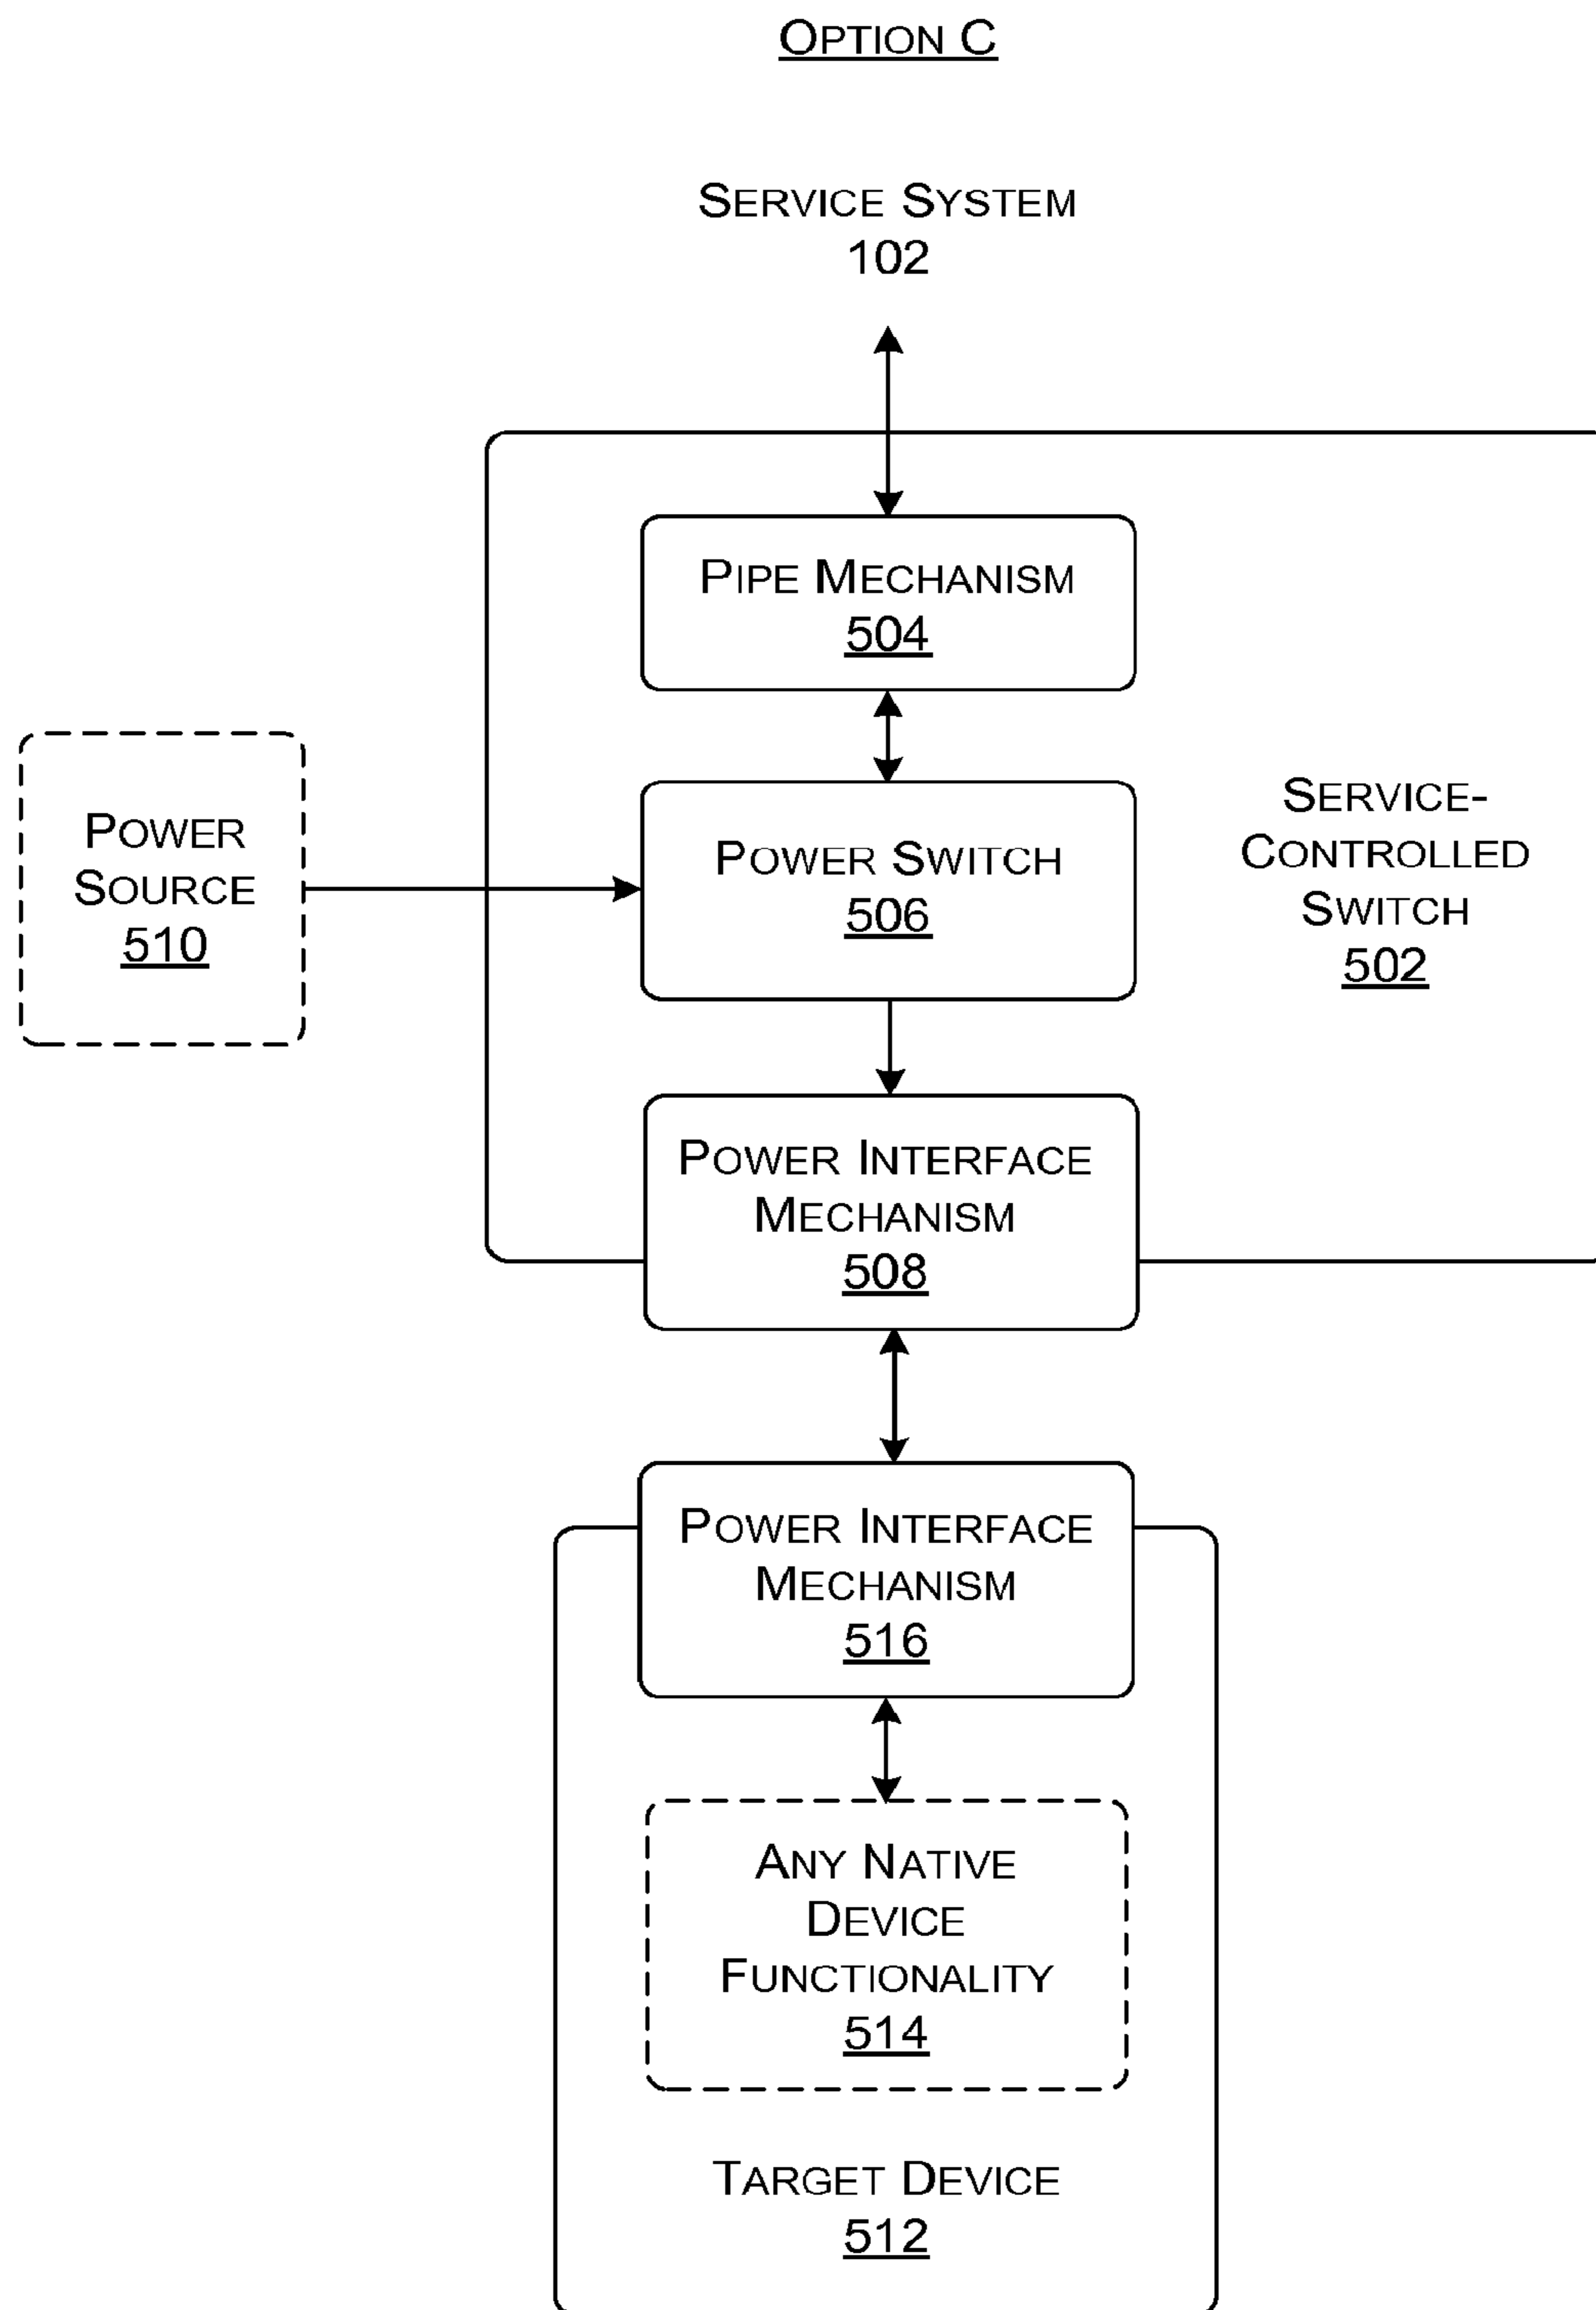 OPTION C
SERVICE SYSTEM
102
PIPE MECHANISM
504
POWER
SOURCE
510
POWER SWITCH
506
SERVICE-
CONTROLLED
SWITCH
502
POWER INTERFACE
MECHANISM
508
POWER INTERFACE
MECHANISM
516
ANY NATIVE
DEVICE
FUNCTIONALITY
514
TARGET DEVICE
512